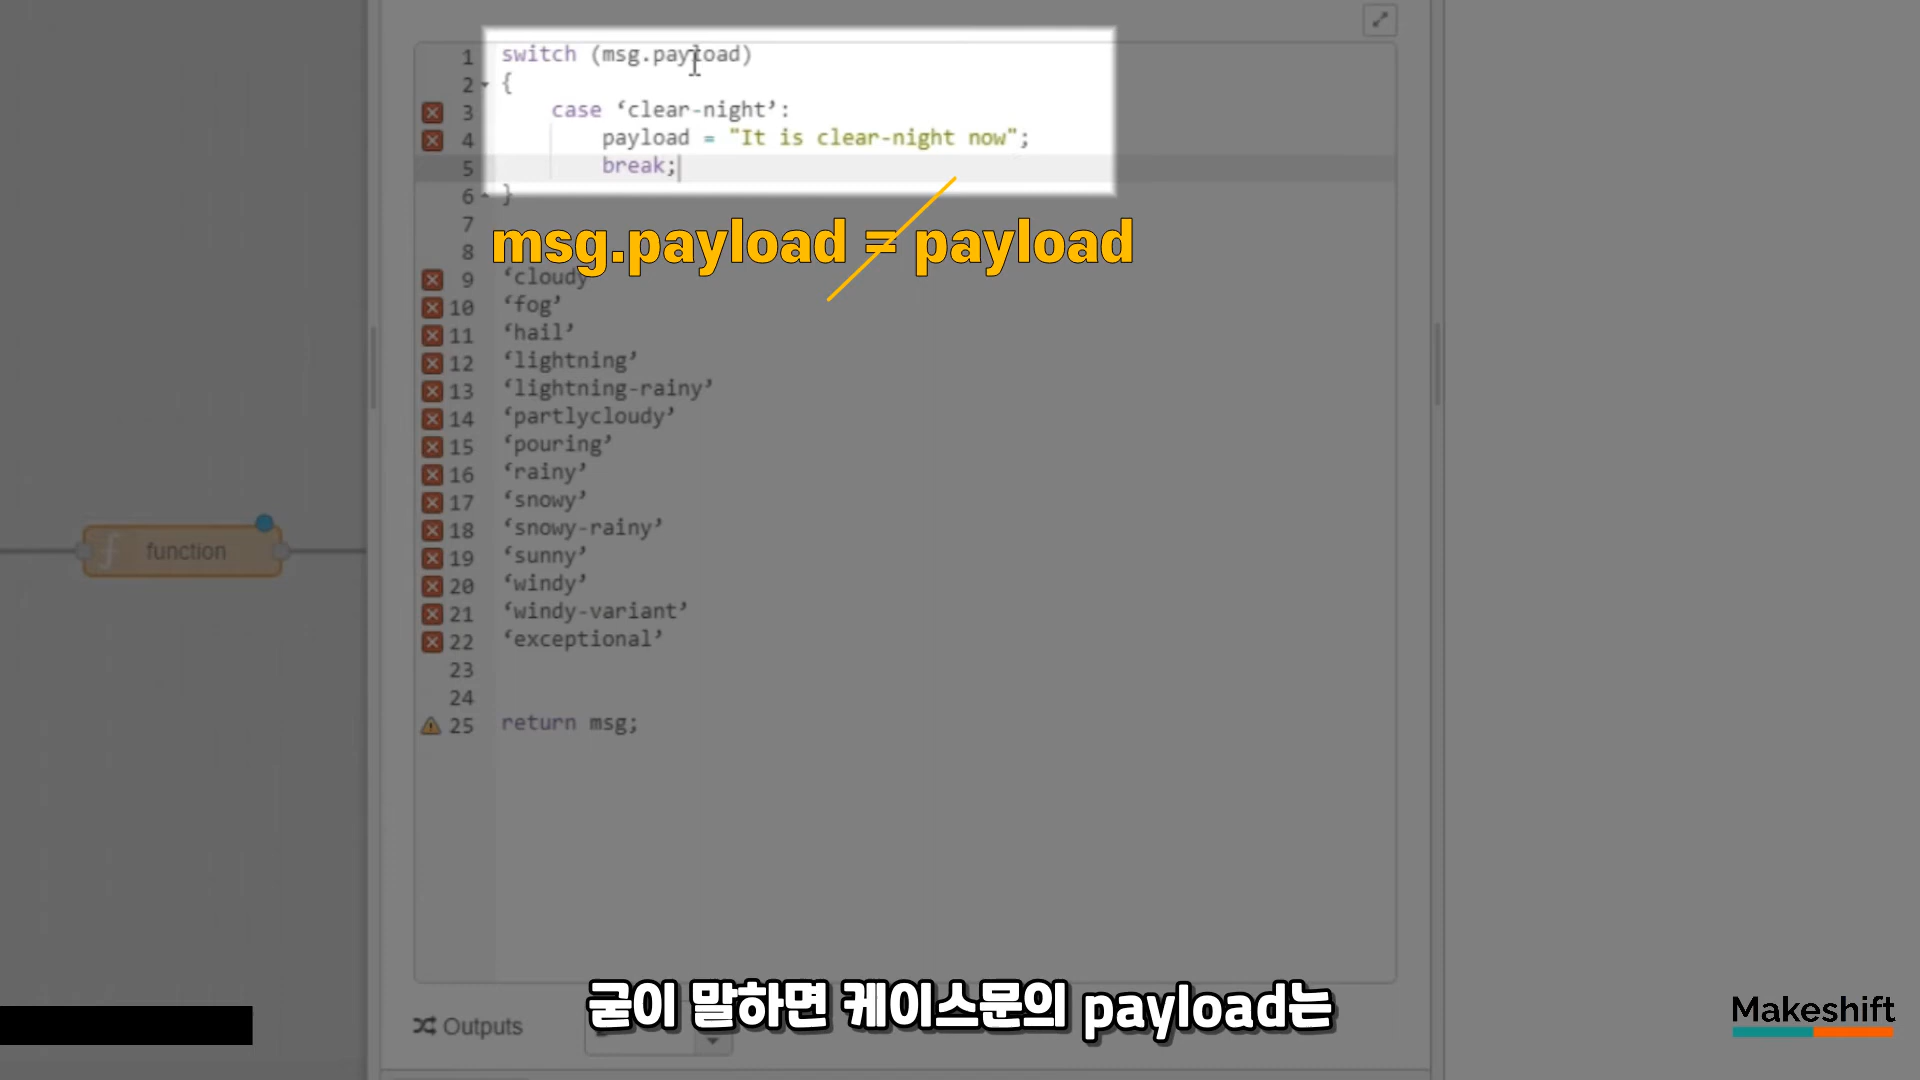 1 switch (msg.payload)
2 {
3 case ‘clear-night’:
4 payload = "It is clear-night now";
5 break;
6 }
7
msg.payload = payload
8
9 ‘cloudy’
10 ‘fog’
11 ‘hail’
12 ‘lightning’
13 ‘lightning-rainy’
14 ‘partlycloudy’
15 ‘pouring’
16 ‘rainy’
17 ‘snowy’
18 ‘snowy-rainy’
function
19 ‘sunny’
20 ‘windy’
21 ‘windy-variant’
22 ‘exceptional’
23
24
25 return msg;
굳이 말하면 케이스문의 payload는
Outputs
Makeshift